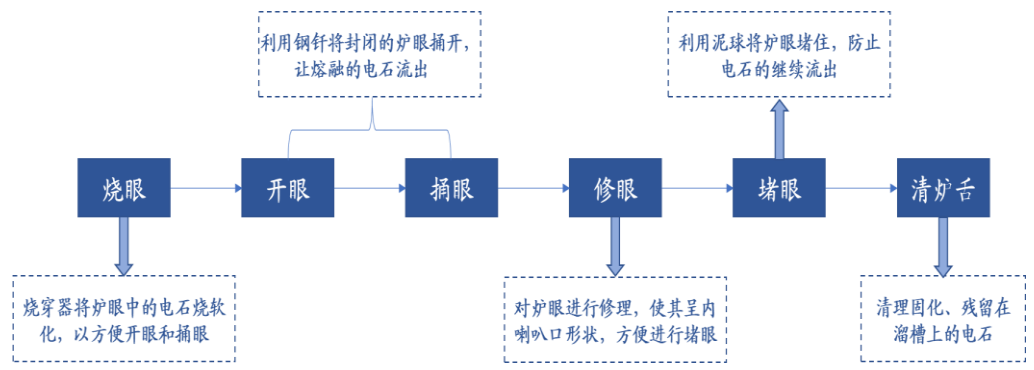 利用钢钎将封闭的炉眼捅开，
让熔融的电石流出
利用泥球将炉眼堵住，防止
电石的继续流出
烧眼
开眼
捅眼
修眼
堵眼
清炉舌
烧穿器将炉眼中的电石烧软
化，以方便开眼和捅眼
对炉眼进行修理，使其呈内
喇叭口形状，方便进行堵眼
清理固化、残留在
溜槽上的电石